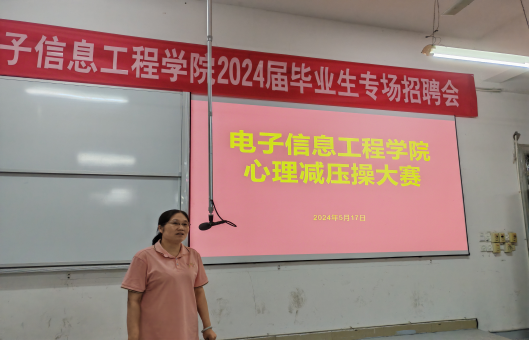 子信息工程学院2024届毕业生专场招聘会
电子信息工程学院
心理减压操大赛
2024年5月17日